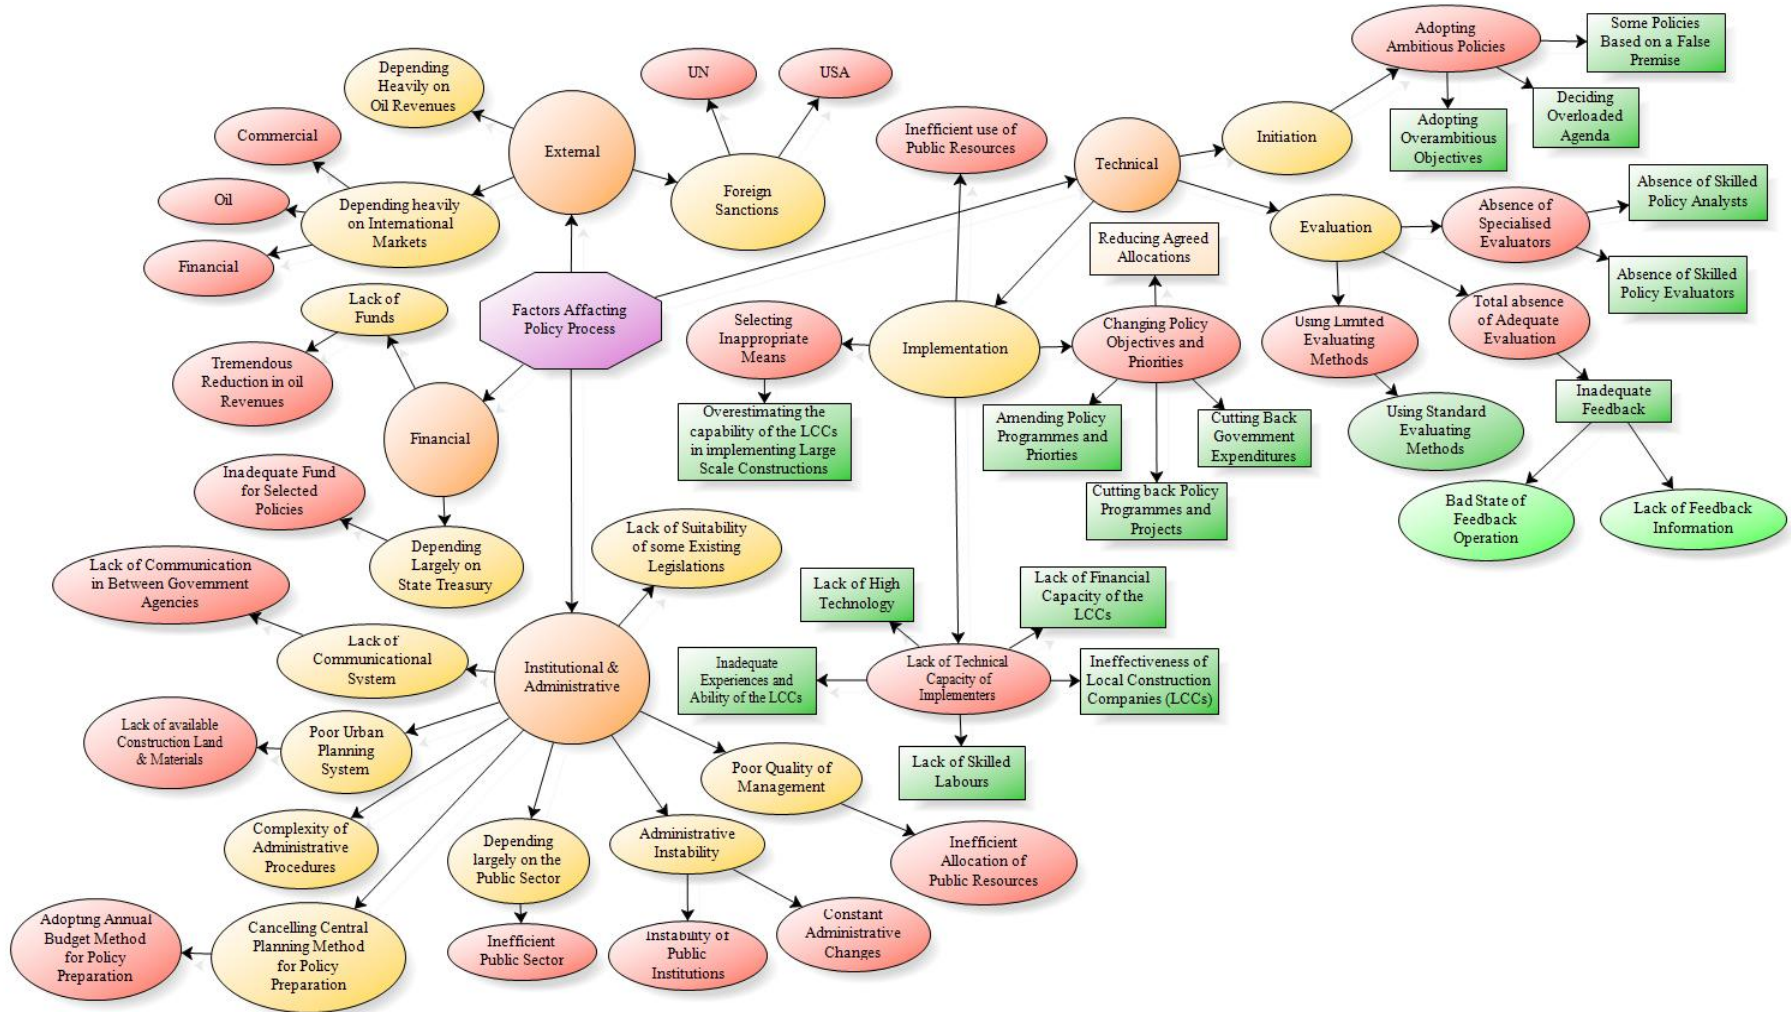 Depending
Heavily on
Oil Revenues
UN
USA
Adopting
Ambitious Policies
Some Policies
Based on a False
Premise
Commercial
External
Inefficient use of
Public Resources
Technical
Initiation
Adopting
Overambitious
Objectives
Deciding
Overloaded
Agenda
Oil
Depending heavily
on International
Markets
Foreign
Sanctions
Evaluation
Absence of
Specialised
Evaluators
Absence of Skilled
Policy Analysts
Financial
Reducing Agreed
Allocations
Absence of Skilled
Policy Evaluators
Lack of
Funds
Factors Affecting
Policy Process
Selecting
Inappropriate
Means
Implementation
Changing Policy
Objectives and
Priorities
Using Limited
Evaluating
Methods
Total absence
of Adequate
Evaluation
Tremendous
Reduction in oil
Revenues
Inadequate
Feedback
Financial
Overestimating the
capability of the LCCs
in implementing Large
Scale Constructions
Amending Policy
Programmes and
Priorties
Cutting Back
Government
Expenditures
Using Standard
Evaluating
Methods
Inadequate Fund
for Selected
Policies
Cutting back Policy
Programmes and
Projects
Bad State of
Feedback
Operation
Lack of Feedback
Information
Lack of Suitability
of some Existing
Legislations
Depending
Largely on
State Treasury
Lack of Communication
in Between Government
Agencies
Lack of High
Technology
Lack of Financial
Capacity of the
LCCs
Lack of
Communicational
System
Institutional &
Administrative
Inadequate
Experiences and
Ability of the LCCs
Lack of Technical
Capacity of
Implementers
Ineffectiveness of
Local Construction
Companies (LCCs)
Lack of available
Construction Land
& Materials
Poor Urban
Planning
System
Poor Quality of
Management
Lack of Skilled
Labours
Complexity of
Administrative
Procedures
Depending
largely on the
Public Sector
Administrative
Instability
Inefficient
Allocation of
Public Resources
Adopting Annual
Budget Method
for Policy
Preparation
Cancelling Central
Planning Method
for Policy
Preparation
Inefficient
Public Sector
Instability of
Public
Institutions
Constant
Administrative
Changes